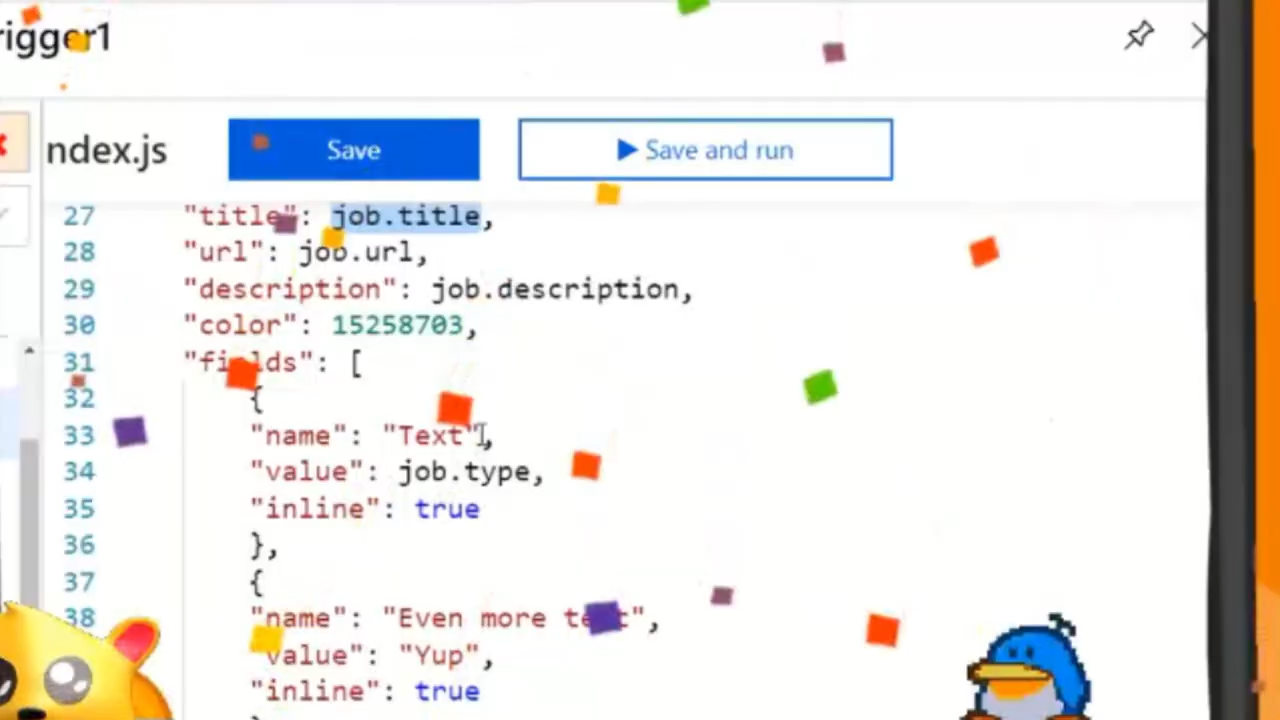 rigger1
ndex.js
Save
Save and run
27 "title": job.title,
28 "url": job.url,
29 "description": job.description,
30 "color": 15258703,
31 "fields": [
32 {
33 "name": "Text",
34 "value": job.type,
35 "inline": true
36 },
37 {
38 "name": "Even more text",
"value": "Yup",
"inline": true